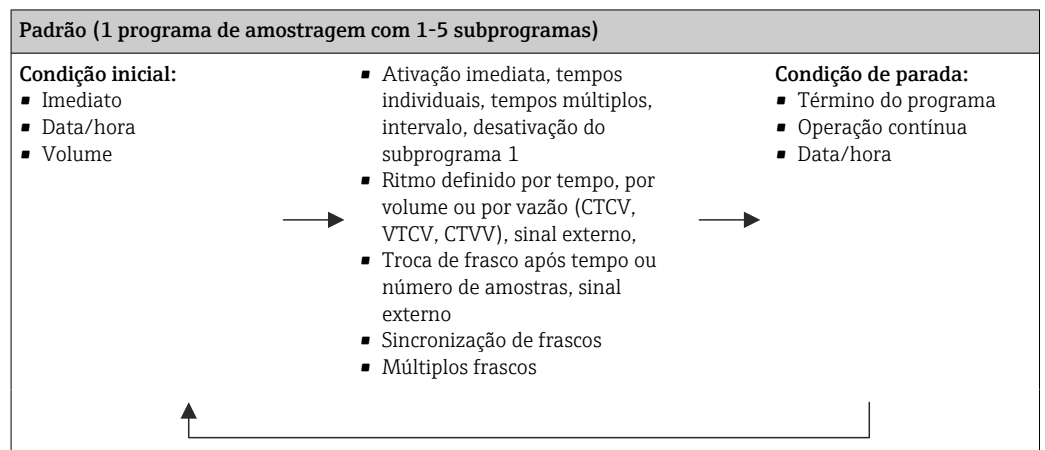 Padrão (1 programa de amostragem com 1-5 subprogramas)
Condição inicial:
▪ Imediato
▪ Data/hora
▪ Volume
▪ Ativação imediata, tempos
individuais, tempos múltiplos,
intervalo, desativação do
subprograma 1
▪ Ritmo definido por tempo, por
volume ou por vazão (CTCV,
VTCV, CTVV), sinal externo,
▪ Troca de frasco após tempo ou
número de amostras, sinal
externo
▪ Sincronização de frascos
▪ Múltiplos frascos
Condição de parada:
▪ Término do programa
▪ Operação contínua
▪ Data/hora